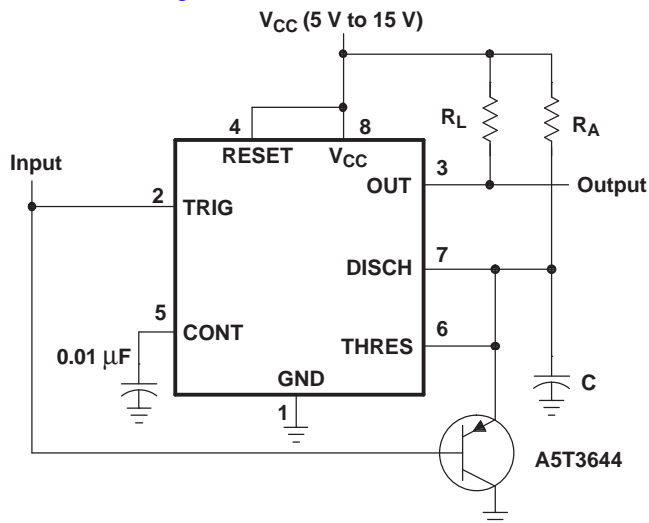 VCC (5 V to 15 V)
4
8
RL
RA
RESET
VCC
Input
3
OUT
Output
2
TRIG
7
DISCH
5
CONT
6
THRES
0.01 μF
GND
C
1
A5T3644